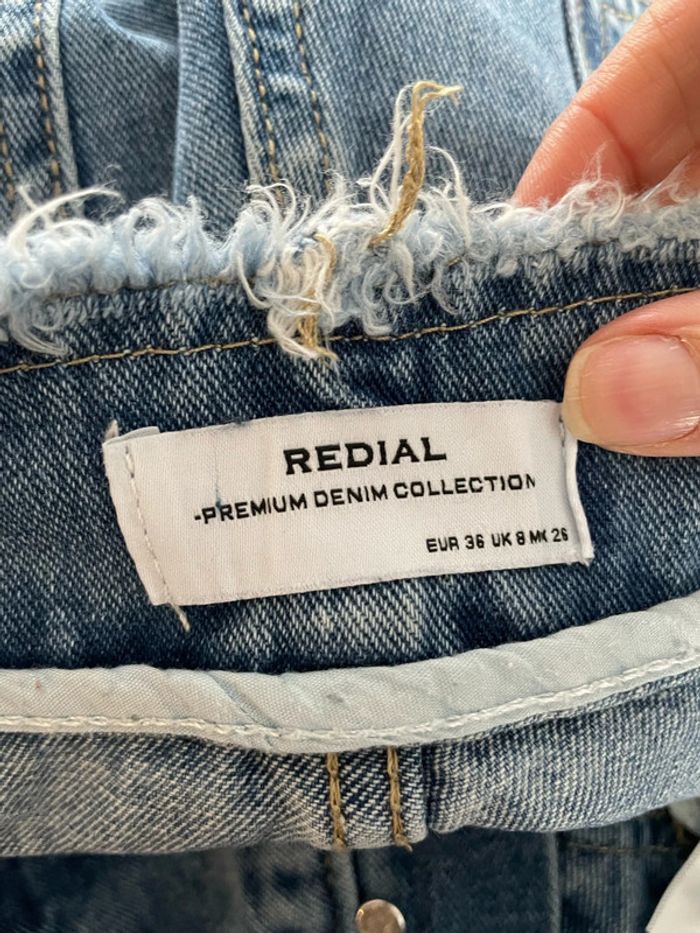 REDIAL
-PREMIUM DENIM COLLECTION
EUR 36 UK 8 MK 26